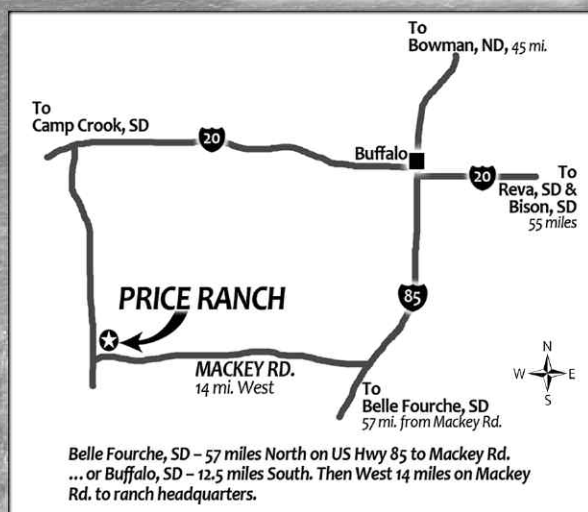 To
Bowman, ND, 45 mi.
To
Camp Crook, SD
20
Buffalo
20
To
Reva, SD &
Bison, SD
55 miles
85
PRICE RANCH
MACKEY RD.
14 mi. West
N
W E
S
To
Belle Fourche, SD
57 mi. from Mackey Rd.
Belle Fourche, SD – 57 miles North on US Hwy 85 to Mackey Rd.
...or Buffalo, SD – 12.5 miles South. Then West 14 miles on Mackey
Rd. to ranch headquarters.